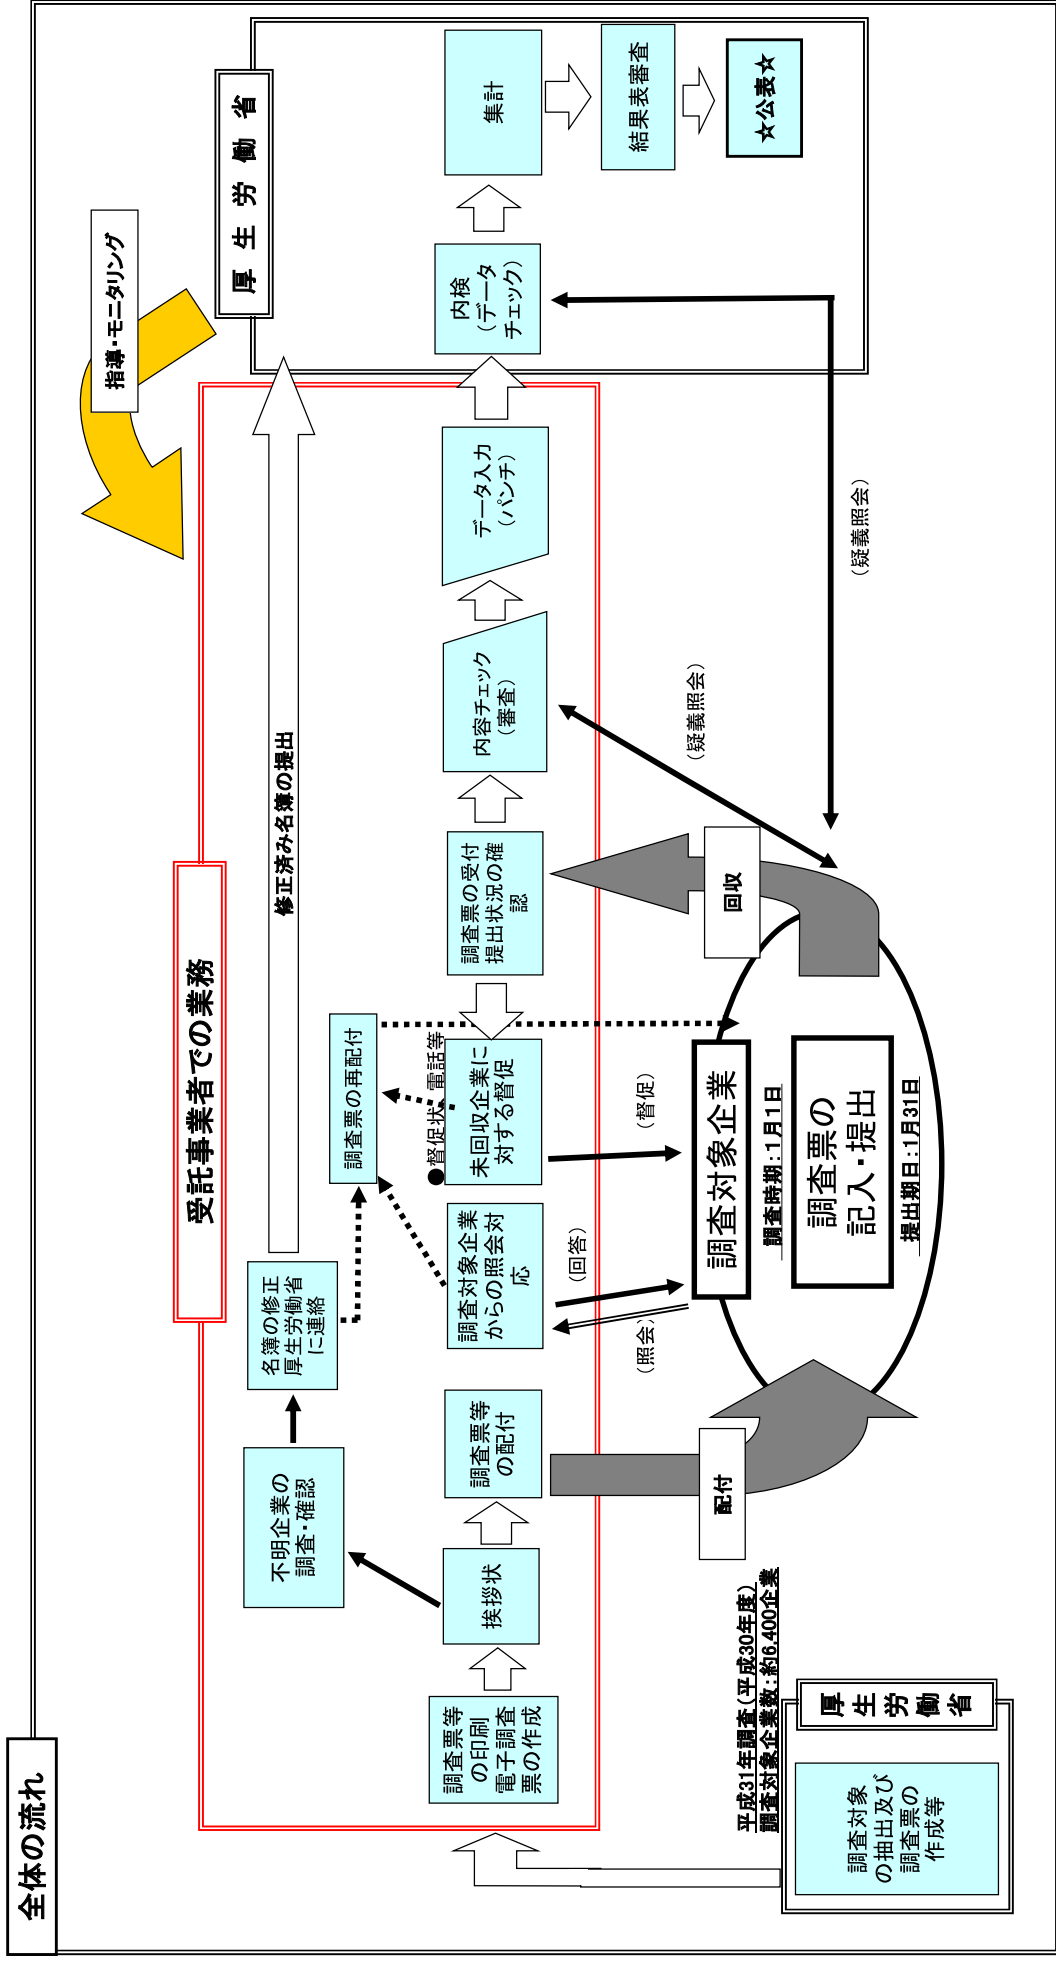 全体の流れ
指導・モニタリング
厚生労働省
受託事業者での業務
修正済み名簿の提出
不明企業の
調査・確認
名簿の修正
厚生労働省
に連絡
調査票の再配付
●督促状、電話等
調査票等
の印刷
電子調査
票の作成
挨拶状
調査票等
の配付
調査対象企業
からの照会対
応
未回収企業に
対する督促
調査票の受付
提出状況の確
認
内容チェック
（審査）
データ入力
（パンチ）
内検
（データ
チェック）
集計
結果表審査
☆公表☆
（照会）
（回答）
（督促）
（疑義照会）
（疑義照会）
配付
回収
調査対象企業
調査時期：1月1日
調査票の
記入・提出
提出期日：1月31日
平成31年調査（平成30年度）
調査対象企業数：約6,400企業
厚生労働省
調査対象
の抽出及び
調査票の
作成等